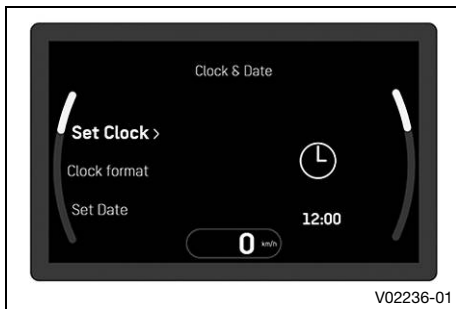 Clock & Date
Set Clock >
Clock format
Set Date
12:00
0 km/h
V02236-01